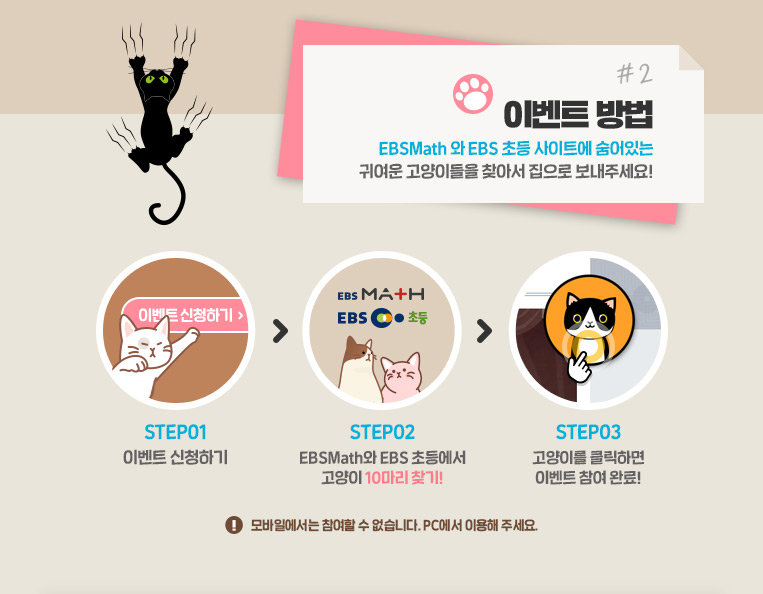 #2
이벤트 방법
EBSMath 와 EBS 초등 사이트에 숨어있는
귀여운 고양이들을 찾아서 집으로 보내주세요!
이벤트 신청하기 >
EBS MATH
EBS 초등
STEP01
이벤트 신청하기
STEP02
EBSMath와 EBS 초등에서
고양이 10마리 찾기!
STEP03
고양이를 클릭하면
이벤트 참여 완료!
모바일에서는 참여할 수 없습니다. PC에서 이용해 주세요.